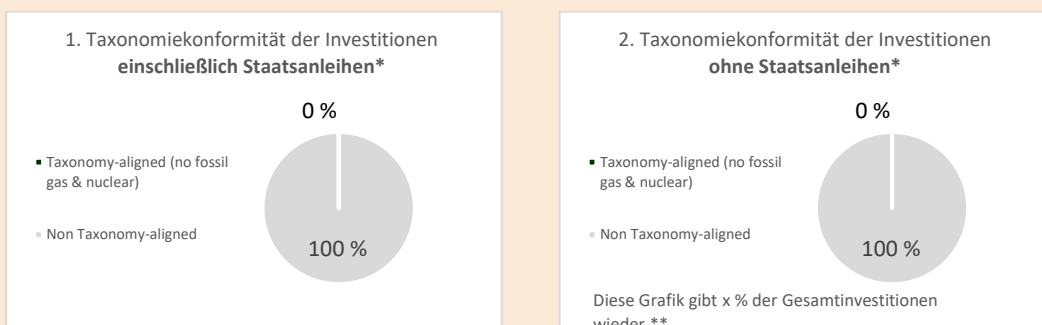 1. Taxonomiekonformität der Investitionen
einschließlich Staatsanleihen*
0 %
Taxonomy-aligned (no fossil
gas & nuclear)
Non Taxonomy-aligned
100 %
2. Taxonomiekonformität der Investitionen
ohne Staatsanleihen*
0 %
Taxonomy-aligned (no fossil
gas & nuclear)
Non Taxonomy-aligned
100 %
Diese Grafik gibt x % der Gesamtinvestitionen
wieder.**